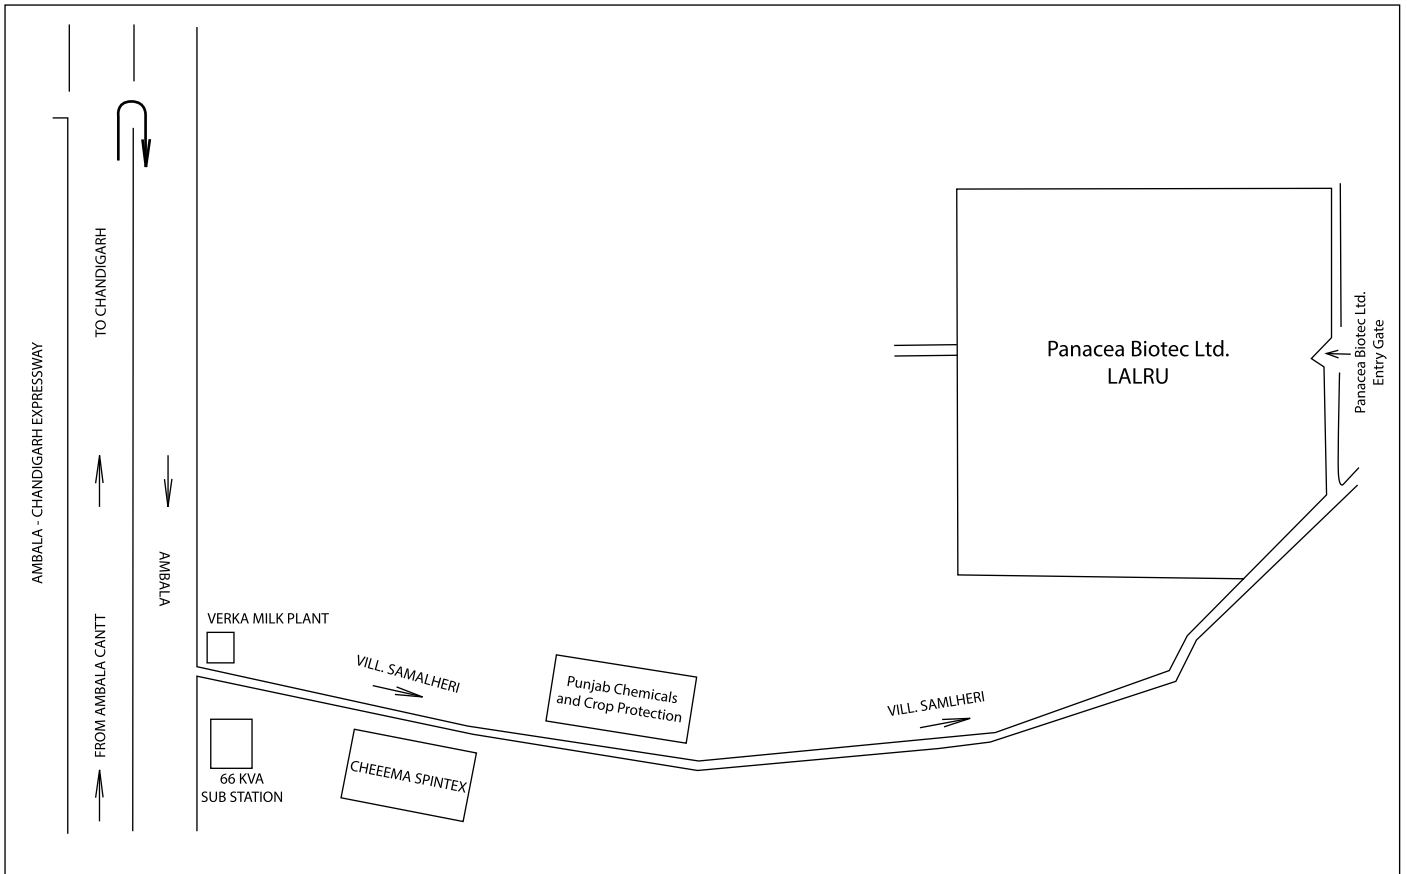 AMBALA - CHANDIGARH EXPRESSWAY
TO CHANDIGARH
FROM AMBALA CANTT
AMBALA
VERKA MILK PLANT
66 KVA
SUB STATION
VILL. SAMALHERI
CHEEEMA SPINTEX
Punjab Chemicals
and Crop Protection
VILL. SAMLHERI
Panacea Biotec Ltd.
LALRU
Panacea Biotec Ltd.
Entry Gate